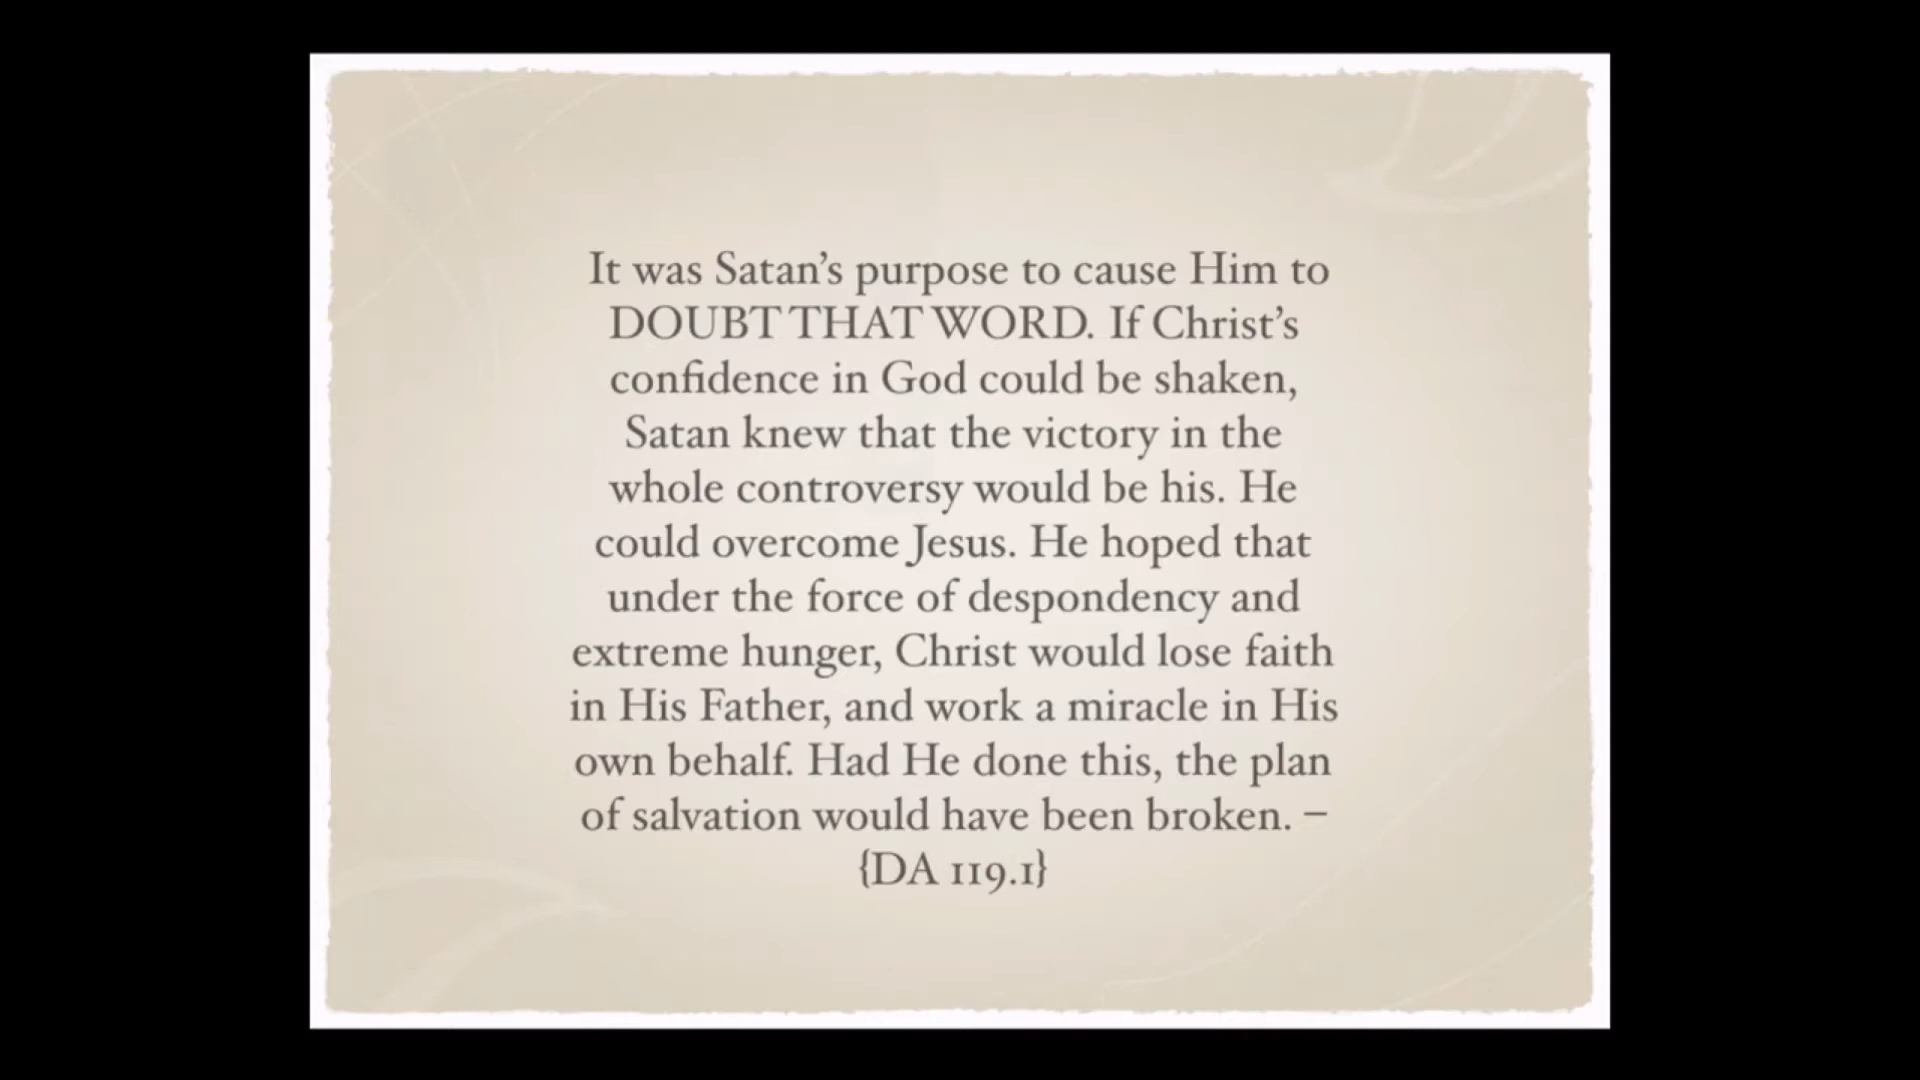 It was Satan’s purpose to cause Him to
DOUBT THAT WORD. If Christ’s
confidence in God could be shaken,
Satan knew that the victory in the
whole controversy would be his. He
could overcome Jesus. He hoped that
under the force of despondency and
extreme hunger, Christ would lose faith
in His Father, and work a miracle in His
own behalf. Had He done this, the plan
of salvation would have been broken. –
{DA 119.1}